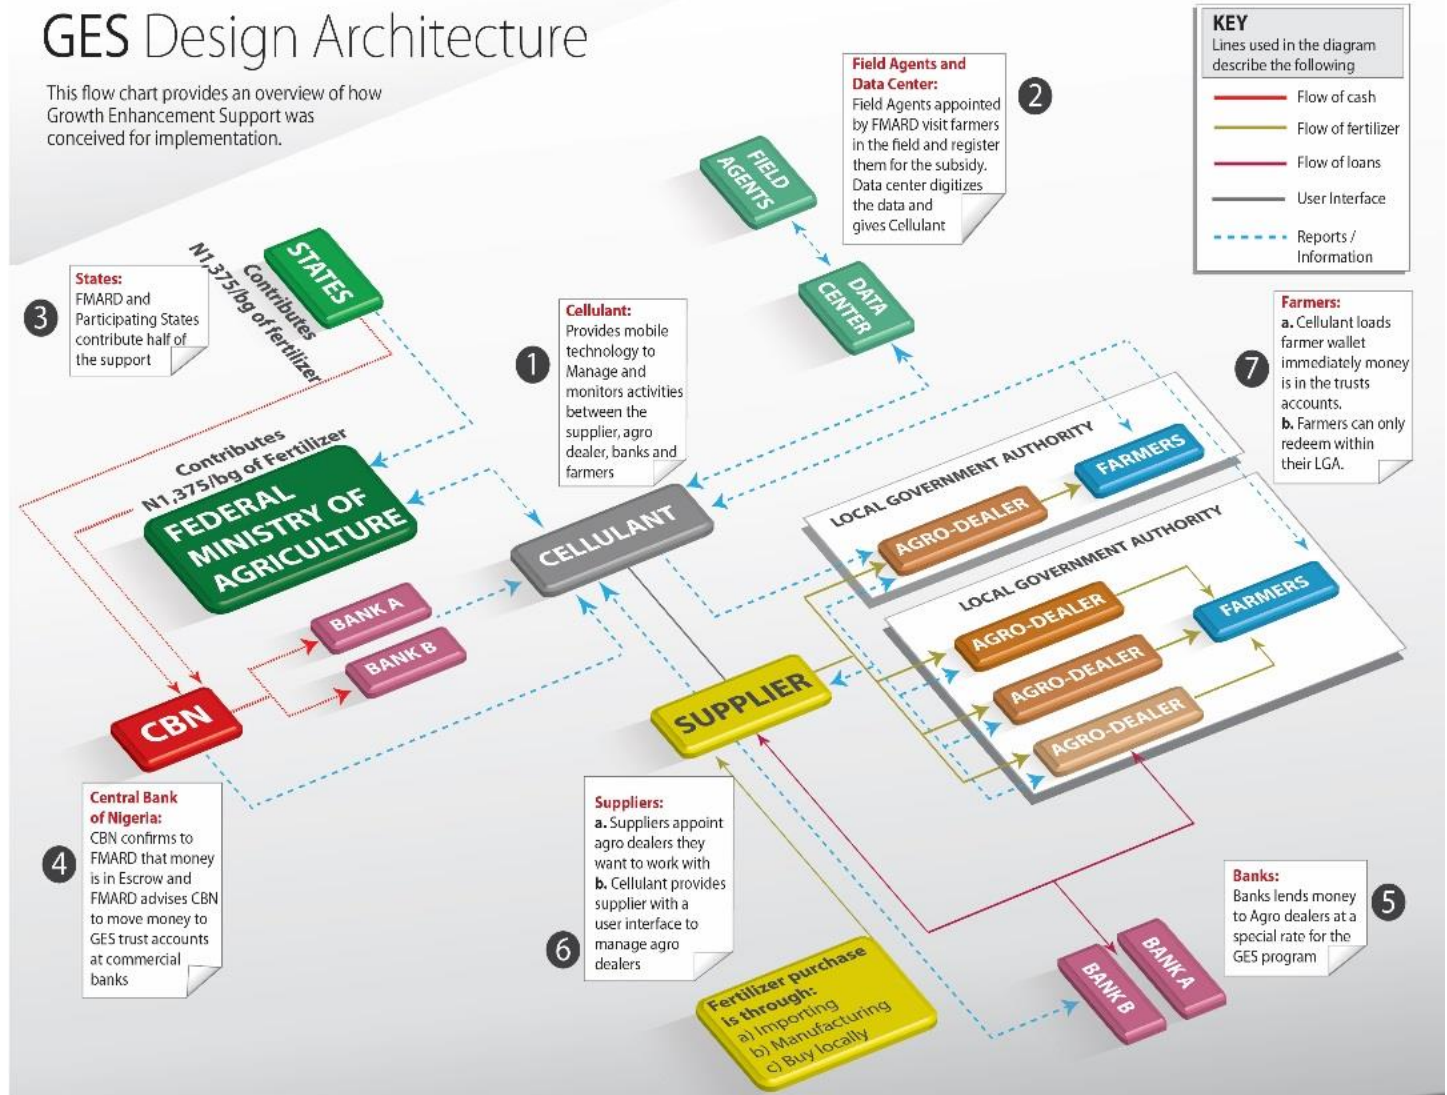 GES Design Architecture
This flow chart provides an overview of how
Growth Enhancement Support was
conceived for implementation.
KEY
Lines used in the diagram
describe the following
Flow of cash
Flow of fertilizer
Flow of loans
User Interface
Reports /
Information
2
Field Agents and
Data Center:
Field Agents appointed
by FMARD visit farmers
in the field and register
them for the subsidy.
Data center digitizes
the data and
gives Cellulant
FIELD
AGENTS
DATA
CENTER
STATES
Contributes
N1,375/bg of fertilizer
3
States:
FMARD and
Participating States
contribute half of
the support
1
Cellulant:
Provides mobile
technology to
Manage and
monitors activities
between the
supplier, agro
dealer, banks and
farmers
7
Farmers:
a. Cellulant loads
farmer wallet
immediately money
is in the trusts
accounts.
b. Farmers can only
redeem within
their LGA.
Contributes
N1,375/bg of Fertilizer
FEDERAL
MINISTRY OF
AGRICULTURE
CELLULANT
LOCAL GOVERNMENT AUTHORITY
AGRO-DEALER
FARMERS
LOCAL GOVERNMENT AUTHORITY
AGRO-DEALER
AGRO-DEALER
AGRO-DEALER
FARMERS
BANK A
BANK B
CBN
SUPPLIER
4
Central Bank
of Nigeria:
CBN confirms to
FMARD that money
is in Escrow and
FMARD advises CBN
to move money to
GES trust accounts
at commercial
banks
6
Suppliers:
a. Suppliers appoint
agro dealers they
want to work with
b. Cellulant provides
supplier with a
user interface to
manage agro
dealers
Fertilizer purchase
is through:
a) Importing
b) Manufacturing
c) Buy locally
BANK B
BANK A
5
Banks:
Banks lends money
to Agro dealers at a
special rate for the
GES program